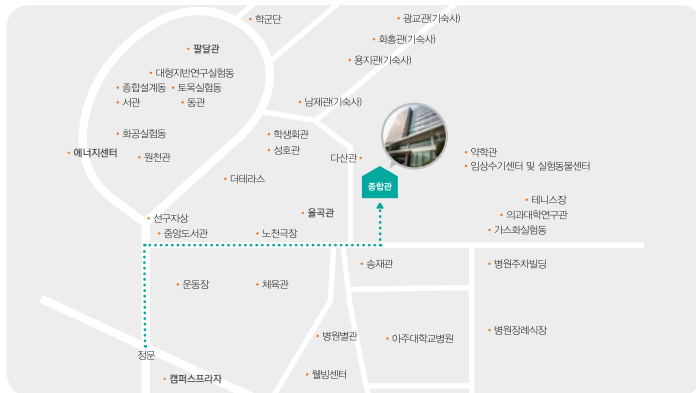 학군단
광교관(기숙사)
화홍관(기숙사)
팔달관
용지관(기숙사)
대형지반연구실험동
종합설계동
토목실험동
서관
동관
남제관(기숙사)
화공실험동
학생회관
에너지센터
원천관
성호관
다산관
약학관
임상수기센터 및 실험동물센터
더테라스
종합관
테니스장
선구자상
율곡관
의과대학연구관
중앙도서관
노천극장
가스화실험동
송재관
병원주차빌딩
운동장
체육관
병원별관
아주대학교병원
병원장례식장
정문
캠퍼스프라자
웰빙센터